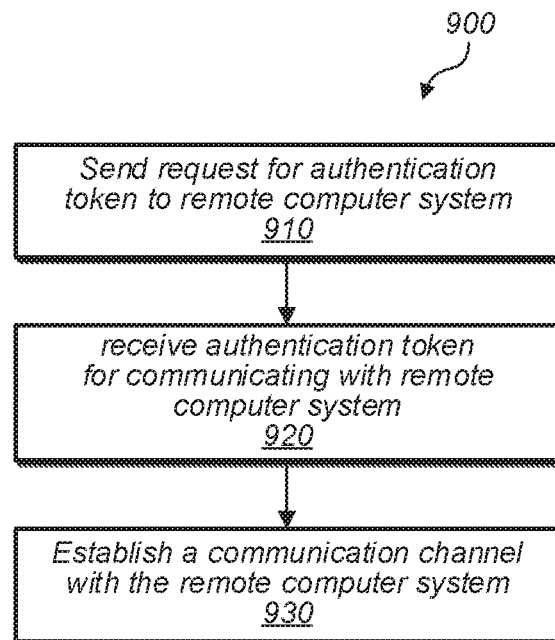 900
Send request for authentication
token to remote computer system
910
receive authentication token
for communicating with remote
computer system
920
Establish a communication channel
with the remote computer system
930